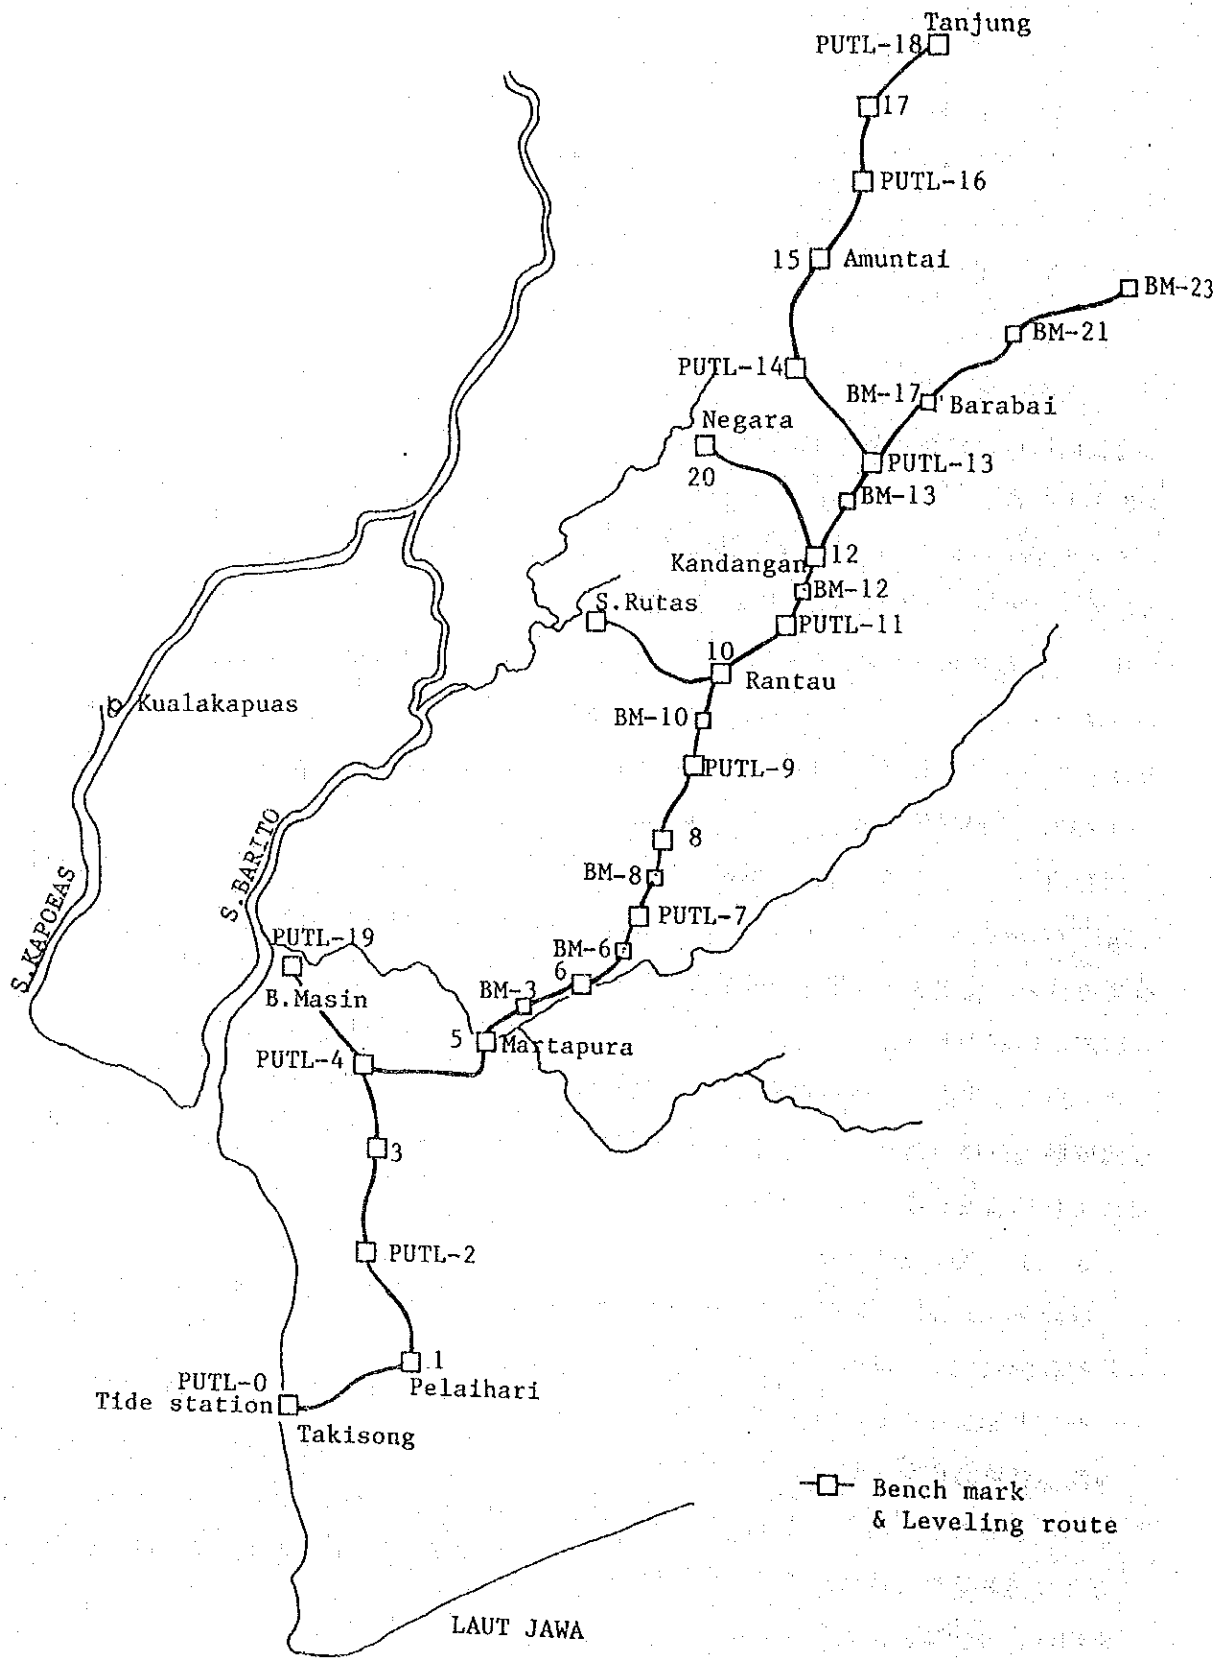 Tanjung
PUTL-18
17
PUTL-16
15 Amuntai
BM-23
BM-21
PUTL-14
BM-17
Barabai
Negara
20
PUTL-13
BM-13
Kandangan 12
BM-12
S.Rutas
PUTL-11
10
Rantau
Kualakapuas
BM-10
PUTL-9
S.BARITO
8
BM-8
S.KAPOEAS
PUTL-7
PUTL-19
BM-6
6
B.Masin
BM-3
5 Martapura
PUTL-4
3
PUTL-2
1
Pelaihari
PUTL-0
Tide station
Takisong
Bench mark
& Leveling route
LAUT JAWA